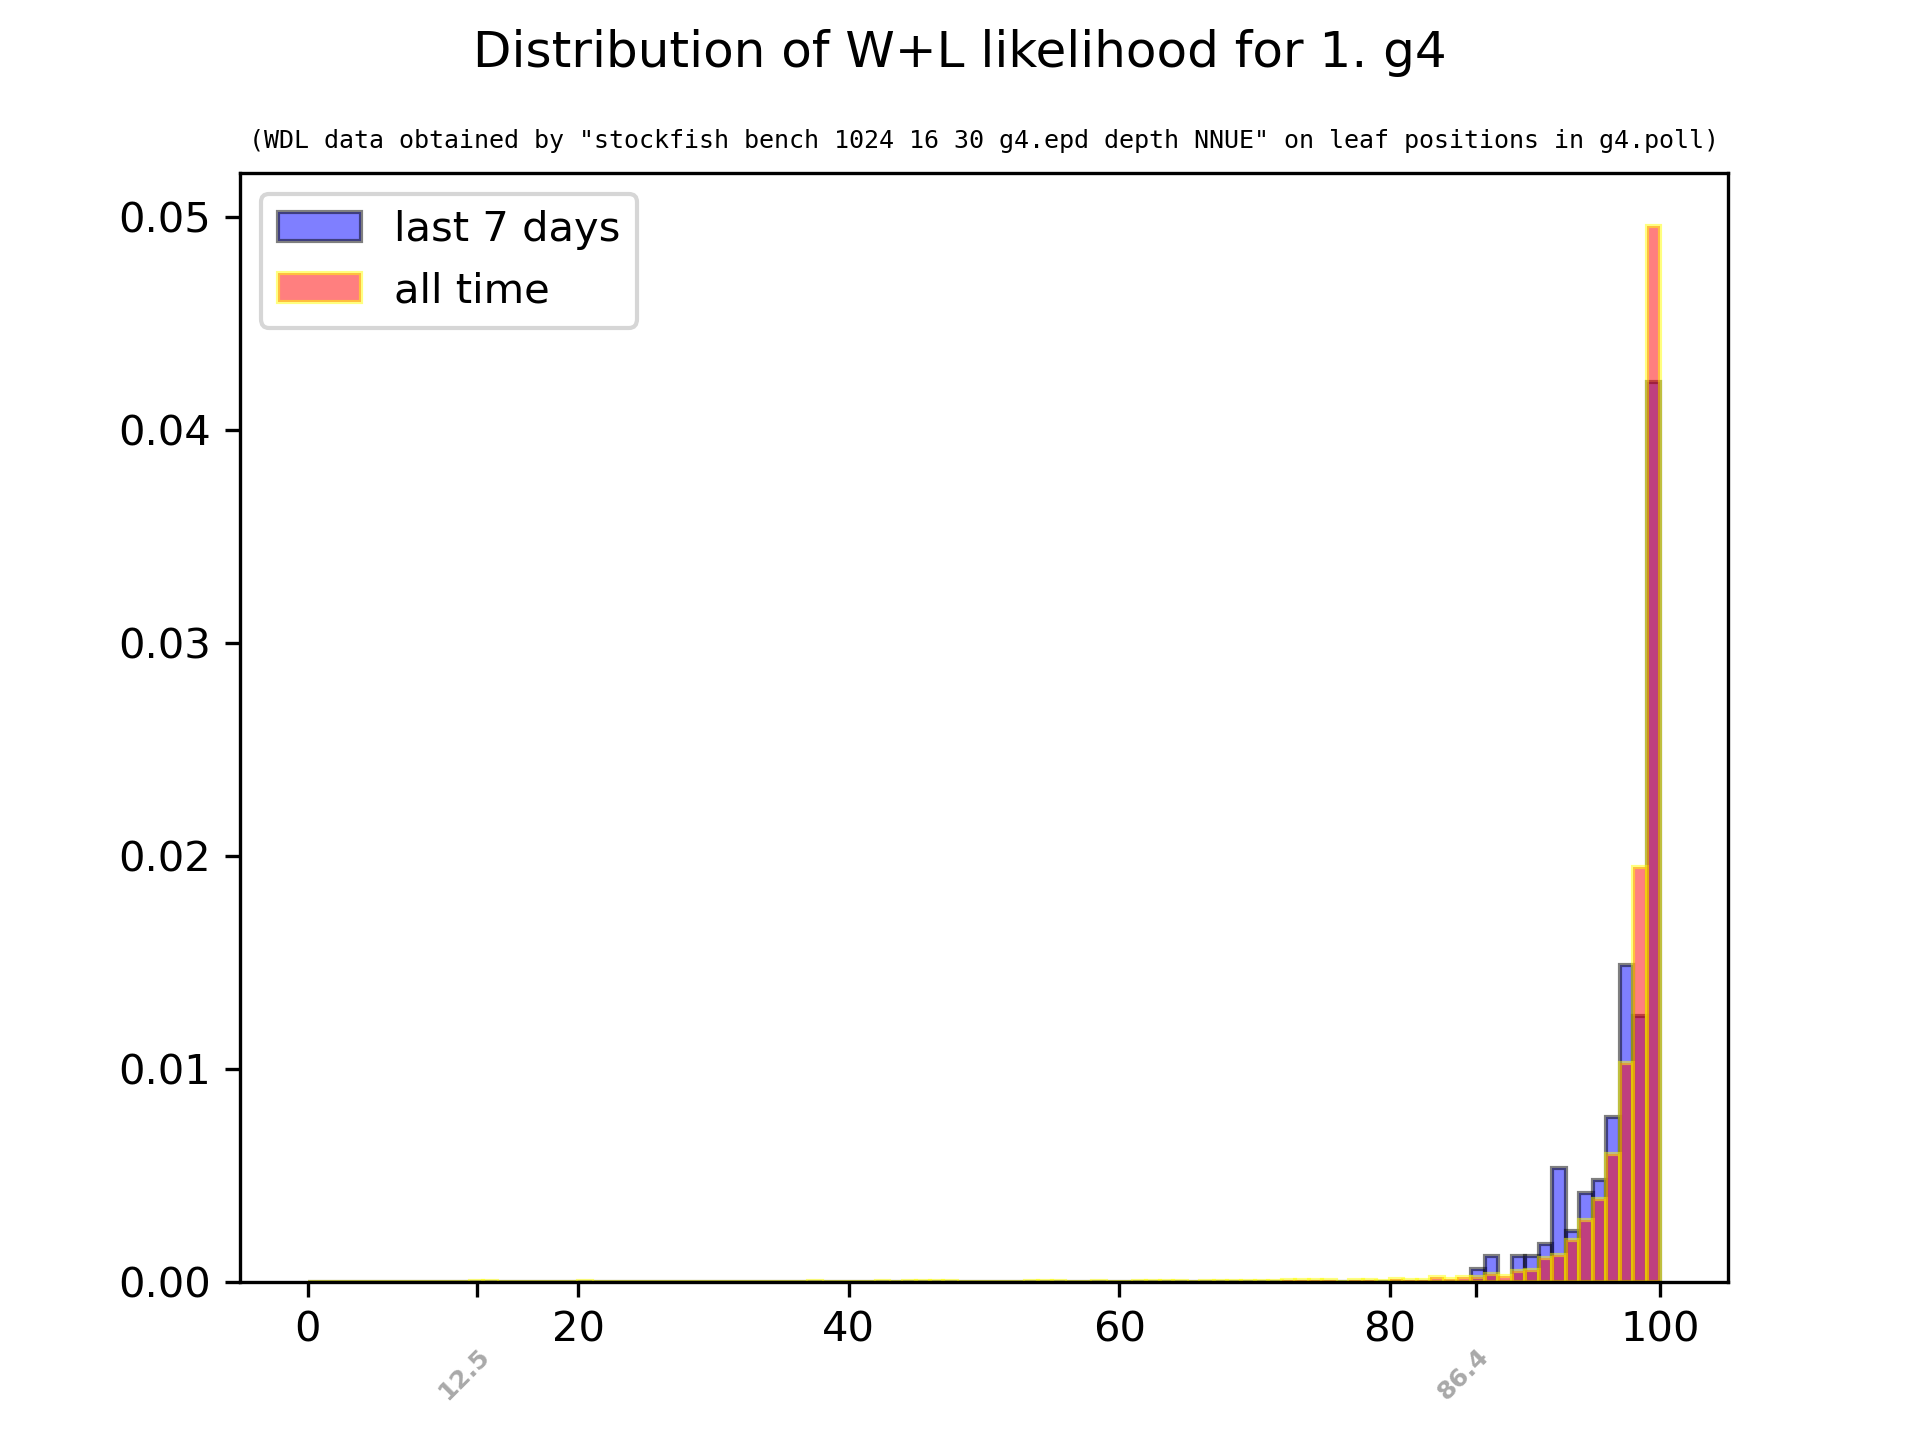 Distribution of W+L likelihood for 1. g4
(WDL data obtained by "stockfish bench 1024 16 30 g4.epd depth NNUE" on leaf positions in g4.poll)
last 7 days
all time
0.05
0.04
0.03
0.02
0.01
0.00
0 20 40 60 80 100
12.5 86.4